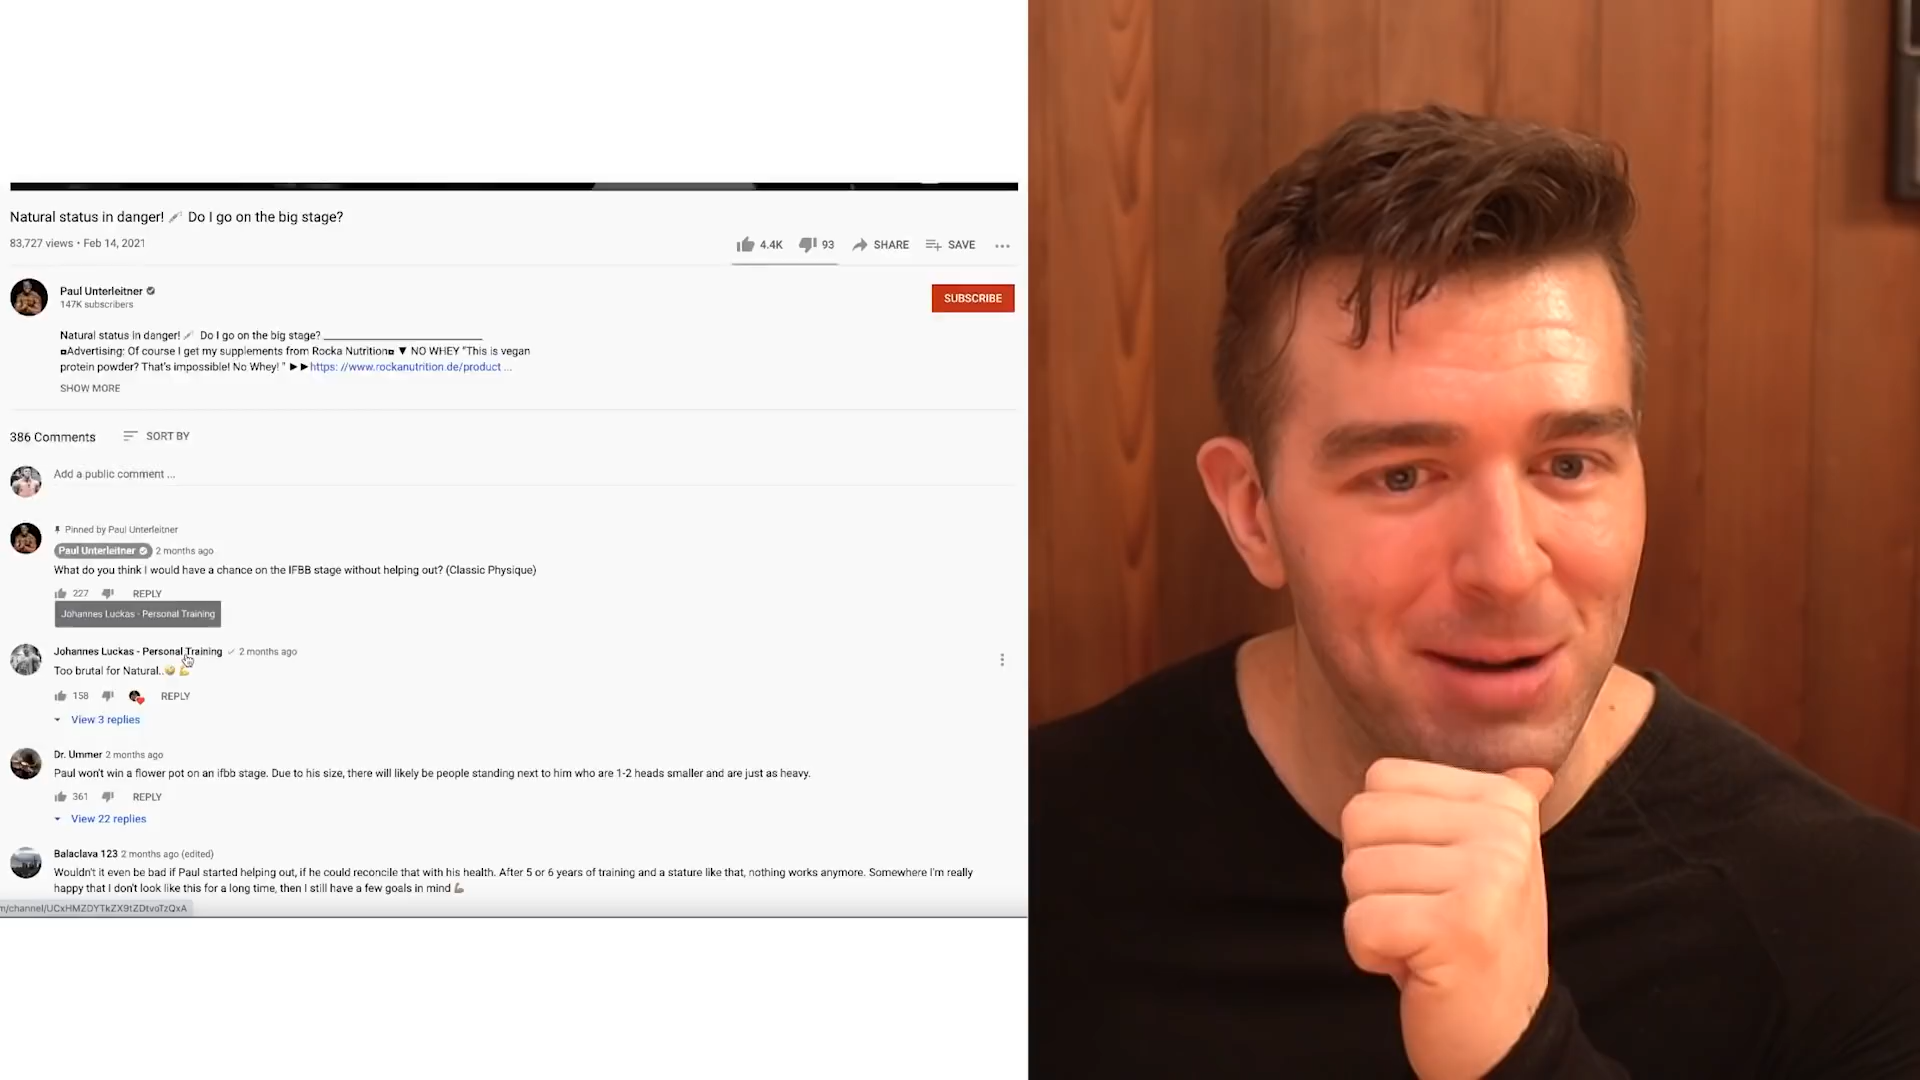 Natural status in danger! 💉 Do I go on the big stage?
83,727 views • Feb 14, 2021
4.4K
93
SHARE
SAVE
Paul Unterleitner
147K subscribers
SUBSCRIBE
Natural status in danger! 💉 Do I go on the big stage? ______________________________
◘Advertising: Of course I get my supplements from Rocka Nutrition◘ ▼ NO WHEY "This is vegan
protein powder? That's impossible! No Whey! " ►►https: //www.rockanutrition.de/product ...
SHOW MORE
386 Comments
SORT BY
Add a public comment ...
Pinned by Paul Unterleitner
Paul Unterleitner 2 months ago
What do you think I would have a chance on the IFBB stage without helping out? (Classic Physique)
227
REPLY
Johannes Luckas - Personal Training
Johannes Luckas - Personal Training ✓ 2 months ago
Too brutal for Natural..🤣 💪
158
REPLY
View 3 replies
Dr. Ummer 2 months ago
Paul won't win a flower pot on an ifbb stage. Due to his size, there will likely be people standing next to him who are 1-2 heads smaller and are just as heavy.
361
REPLY
View 22 replies
Balaclava 123 2 months ago (edited)
Wouldn't it even be bad if Paul started helping out, if he could reconcile that with his health. After 5 or 6 years of training and a stature like that, nothing works anymore. Somewhere I'm really
happy that I don't look like this for a long time, then I still have a few goals in mind 💪
m/channel/UCxHMZDYTkZX9tZDtvoTzQxA